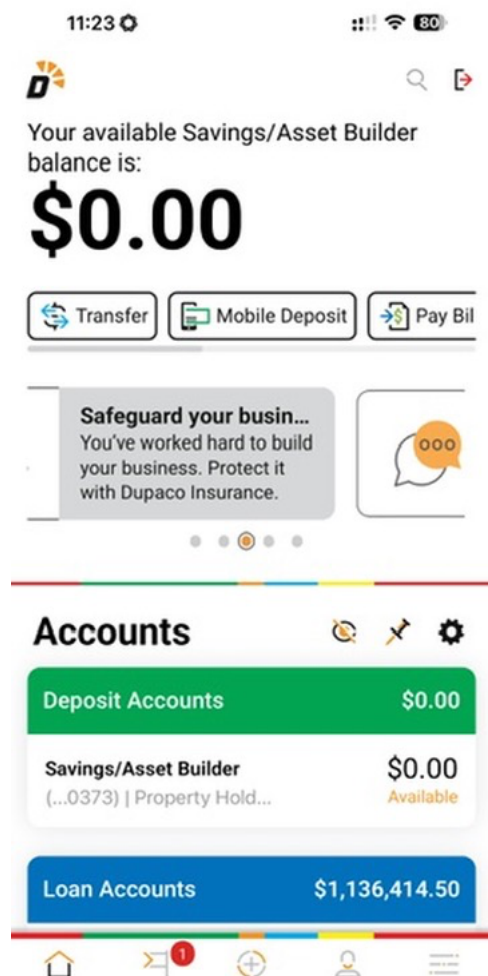 11:23
80
D
Your available Savings/Asset Builder
balance is:
$0.00
Transfer
Mobile Deposit
Pay Bil
Safeguard your busin...
You've worked hard to build
your business. Protect it
with Dupaco Insurance.
Accounts
Deposit Accounts $0.00
Savings/Asset Builder $0.00
(...0373) | Property Hold... Available
Loan Accounts $1,136,414.50
1